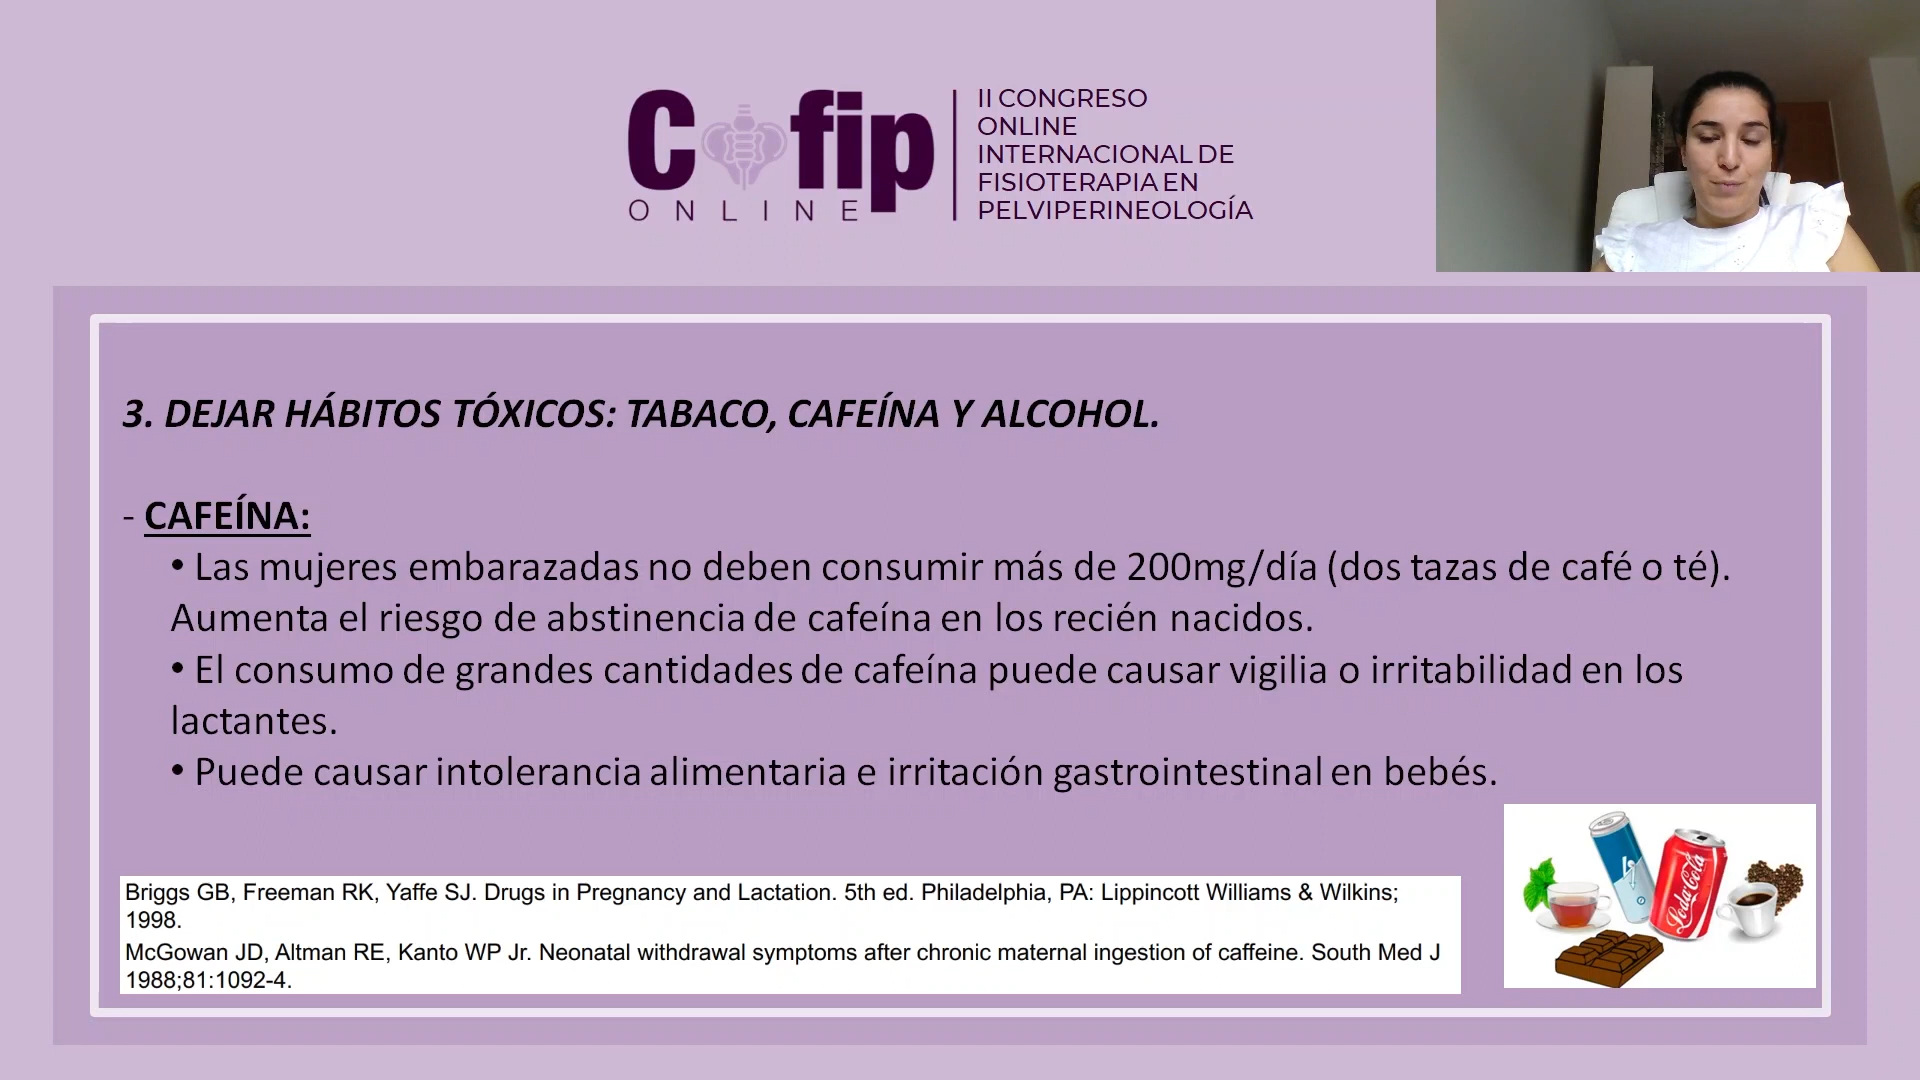 Cofip
ONLINE
II CONGRESO
ONLINE
INTERNACIONAL DE
FISIOTERAPIA EN
PELVIPERINEOLOGÍA
3. DEJAR HÁBITOS TÓXICOS: TABACO, CAFEÍNA Y ALCOHOL.
- CAFEÍNA:
• Las mujeres embarazadas no deben consumir más de 200mg/día (dos tazas de café o té).
Aumenta el riesgo de abstinencia de cafeína en los recién nacidos.
• El consumo de grandes cantidades de cafeína puede causar vigilia o irritabilidad en los
lactantes.
• Puede causar intolerancia alimentaria e irritación gastrointestinal en bebés.
Briggs GB, Freeman RK, Yaffe SJ. Drugs in Pregnancy and Lactation. 5th ed. Philadelphia, PA: Lippincott Williams & Wilkins;
1998.
McGowan JD, Altman RE, Kanto WP Jr. Neonatal withdrawal symptoms after chronic maternal ingestion of caffeine. South Med J
1988;81:1092-4.